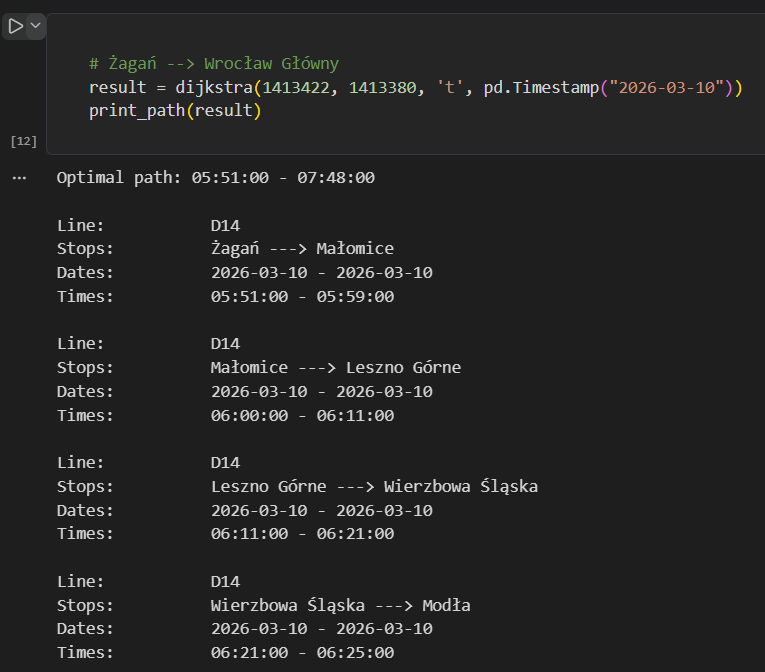 # Żagań --> Wrocław Główny
result = dijkstra(1413422, 1413380, 't', pd.Timestamp("2026-03-10"))
print_path(result)
[12]
... Optimal path: 05:51:00 - 07:48:00
Line: D14
Stops: Żagań ---> Małomice
Dates: 2026-03-10 - 2026-03-10
Times: 05:51:00 - 05:59:00
Line: D14
Stops: Małomice ---> Leszno Górne
Dates: 2026-03-10 - 2026-03-10
Times: 06:00:00 - 06:11:00
Line: D14
Stops: Leszno Górne ---> Wierzbowa Śląska
Dates: 2026-03-10 - 2026-03-10
Times: 06:11:00 - 06:21:00
Line: D14
Stops: Wierzbowa Śląska ---> Modła
Dates: 2026-03-10 - 2026-03-10
Times: 06:21:00 - 06:25:00